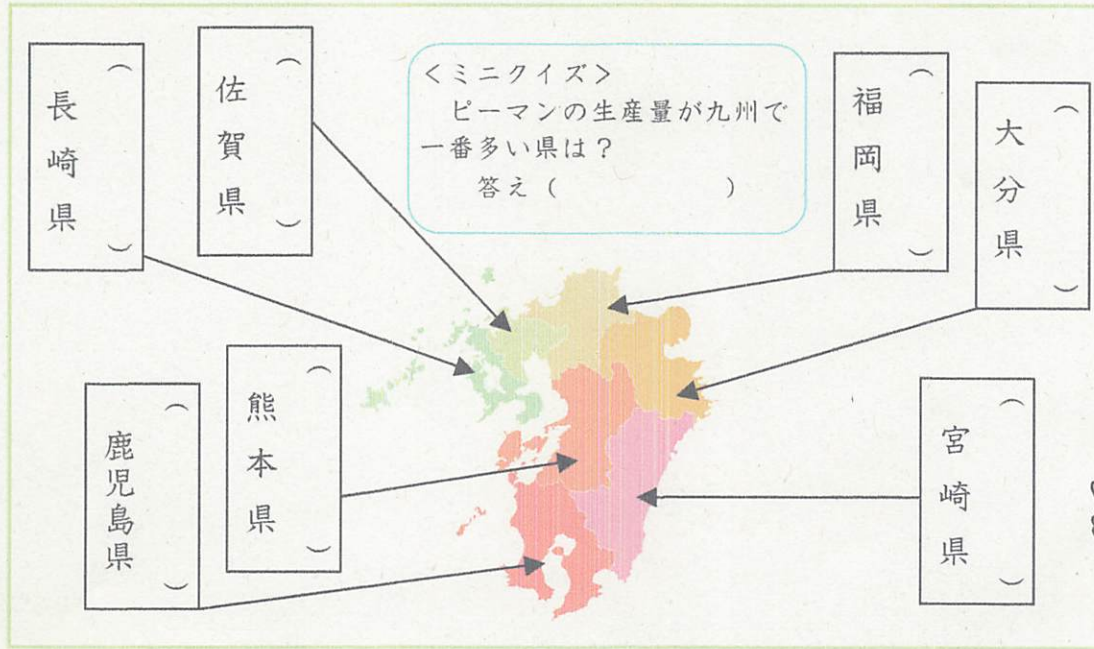 長崎県
(　)
佐賀県
(　)
<ミニクイズ>
ピーマンの生産量が九州で
一番多い県は?
答え(　　　　)
福岡県
(　)
大分県
(　)
鹿児島県
(　)
熊本県
(　)
宮崎県
(　)